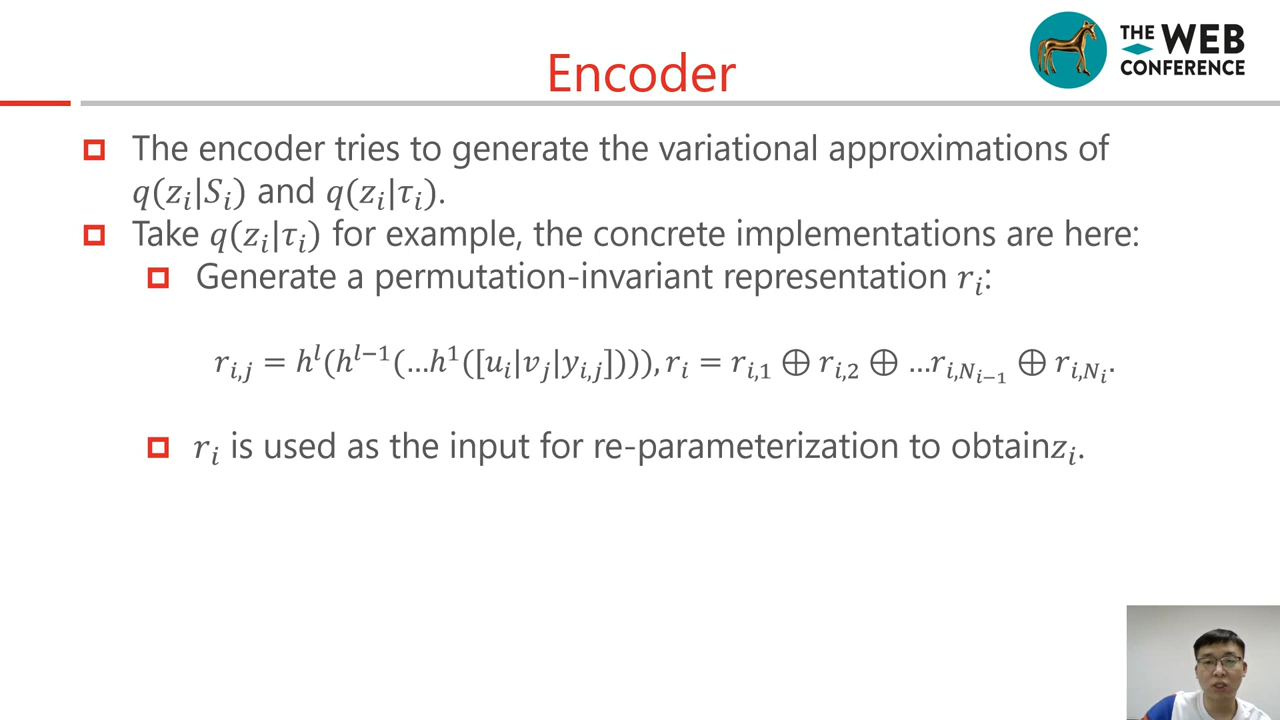 THE WEB
CONFERENCE
Encoder
The encoder tries to generate the variational approximations of
q(z_i|S_i) and q(z_i|τ_i).
Take q(z_i|τ_i) for example, the concrete implementations are here:
Generate a permutation-invariant representation r_i:
r_{i,j} = h^l(h^{l−1}(…h^1([u_i|v_j|y_{i,j}]))), r_i = r_{i,1} ⊕ r_{i,2} ⊕ …r_{i,N_{i−1}} ⊕ r_{i,N_i}.
r_i is used as the input for re-parameterization to obtainz_i.